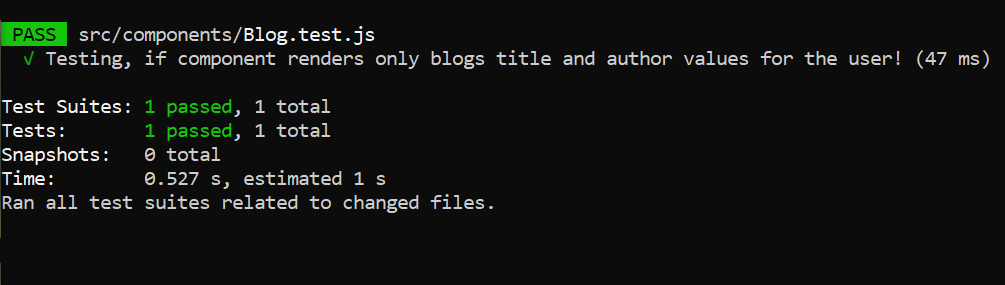 PASS src/components/Blog.test.js
√ Testing, if component renders only blogs title and author values for the user! (47 ms)
Test Suites: 1 passed, 1 total
Tests: 1 passed, 1 total
Snapshots: 0 total
Time: 0.527 s, estimated 1 s
Ran all test suites related to changed files.